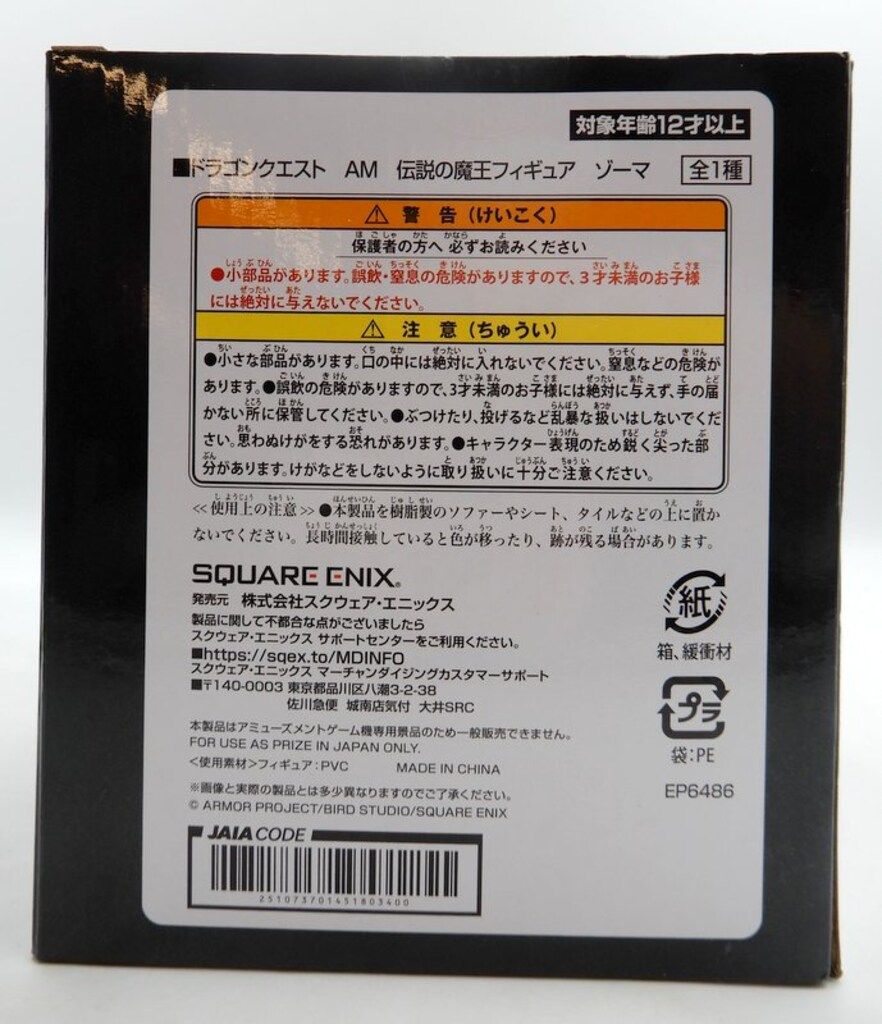 対象年齢12才以上
■ドラゴンクエスト AM 伝説の魔王フィギュア ゾーマ 全1種
⚠ 警 告 (けいこく)
保護者の方へ 必ずお読みください
●小部品があります。誤飲・窒息の危険がありますので、3才未満のお子様
には絶対に与えないでください。
⚠ 注 意 (ちゅうい)
●小さな部品があります。口の中には絶対に入れないでください。窒息などの危険が
あります。●誤飲の危険がありますので、3才未満のお子様には絶対に与えず、手の届
かない所に保管してください。●ぶつけたり、投げるなど乱暴な扱いはしないでくだ
さい。思わぬけがをする恐れがあります。●キャラクター表現のため鋭く尖った部
分があります。けがなどをしないように取り扱いに十分ご注意ください。
≪使用上の注意≫●本製品を樹脂製のソファーやシート、タイルなどの上に置か
ないでください。長時間接触していると色が移ったり、跡が残る場合があります。
SQUARE ENIX®
発売元 株式会社スクウェア・エニックス
製品に関して不都合な点がございましたら
スクウェア・エニックス サポートセンターをご利用ください。
■https://sqex.to/MDINFO
スクウェア・エニックス マーチャンダイジングカスタマーサポート
■〒140-0003 東京都品川区八潮3-2-38
佐川急便 城南店気付 大井SRC
紙
箱、緩衝材
プラ
袋:PE
本製品はアミューズメントゲーム機専用景品のため一般販売できません。
FOR USE AS PRIZE IN JAPAN ONLY.
<使用素材>フィギュア:PVC MADE IN CHINA
EP6486
※画像と実際の製品とは多少異なりますのでご了承ください。
© ARMOR PROJECT/BIRD STUDIO/SQUARE ENIX
JAIA CODE
251073701451803400